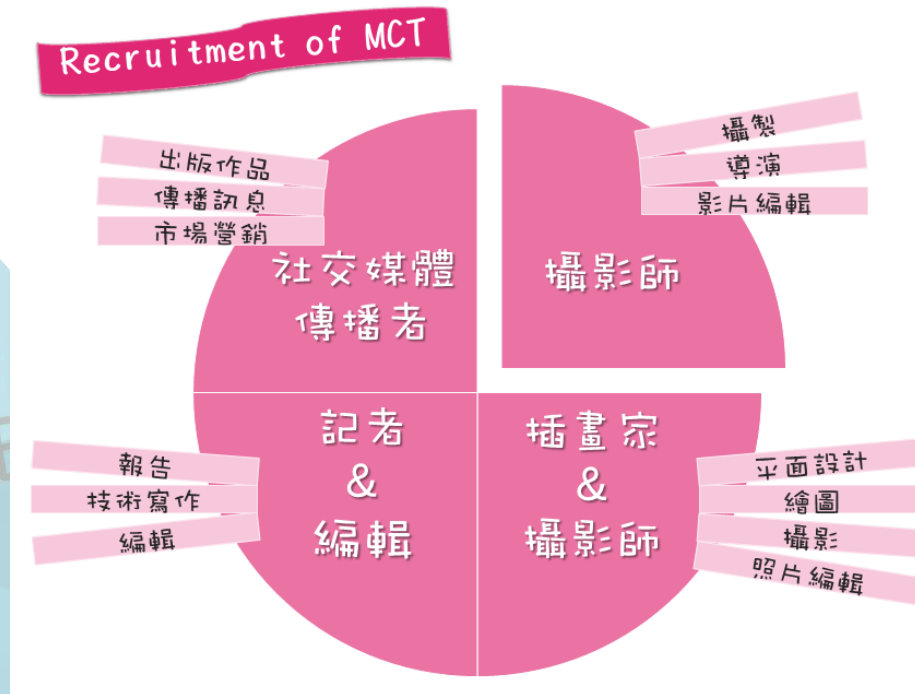 Recruitment of MCT
出版作品
傳播訊息
市場營銷
社交媒體
傳播者
攝製
導演
影片編輯
攝影師
報告
技術寫作
編輯
記者
&
編輯
插畫家
&
攝影師
平面設計
繪圖
攝影
照片編輯